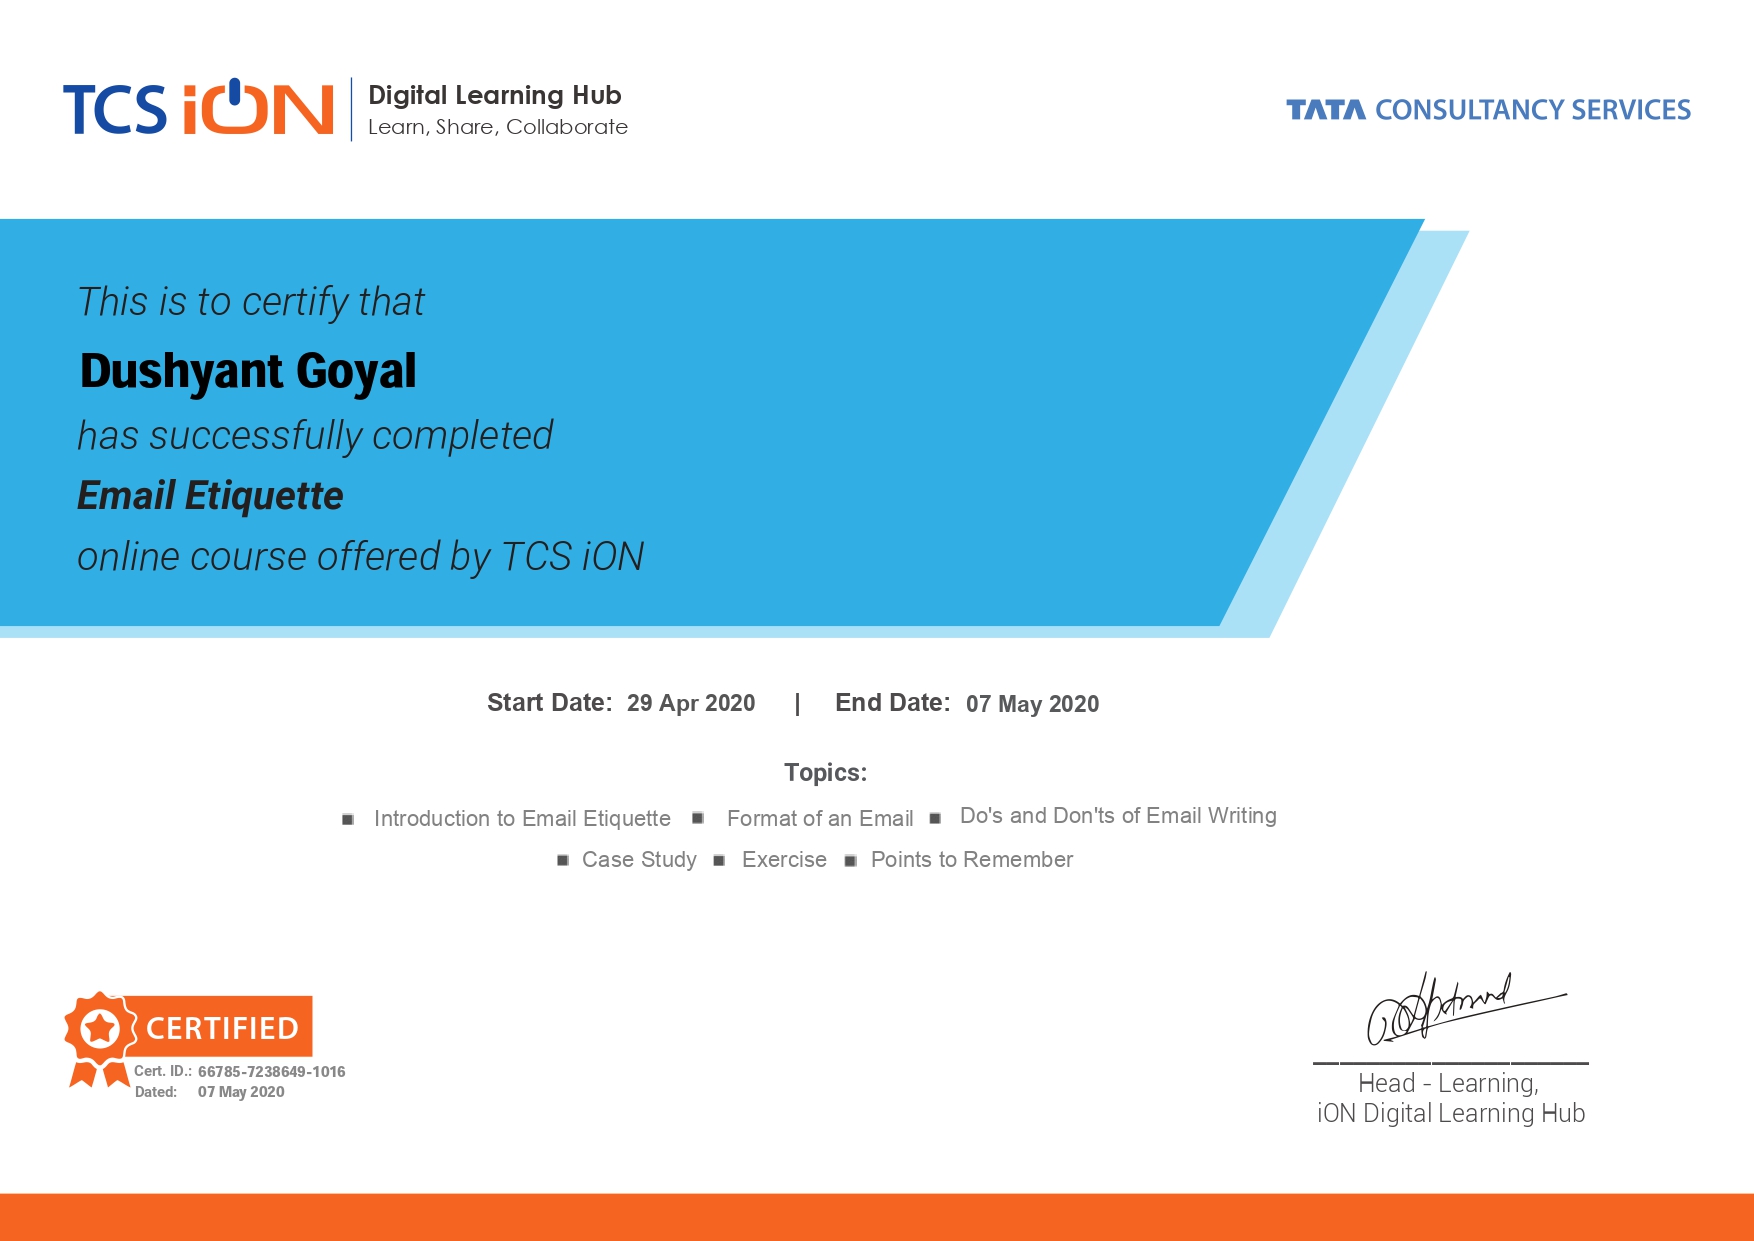 TCS iON
Digital Learning Hub
Learn, Share, Collaborate
TATA CONSULTANCY SERVICES
This is to certify that
Dushyant Goyal
has successfully completed
Email Etiquette
online course offered by TCS iON
Start Date: 29 Apr 2020 | End Date: 07 May 2020
Topics:
Introduction to Email Etiquette Format of an Email Do's and Don'ts of Email Writing
Case Study Exercise Points to Remember
CERTIFIED
Cert. ID.: 66785-7238649-1016
Dated: 07 May 2020
Head - Learning,
iON Digital Learning Hub